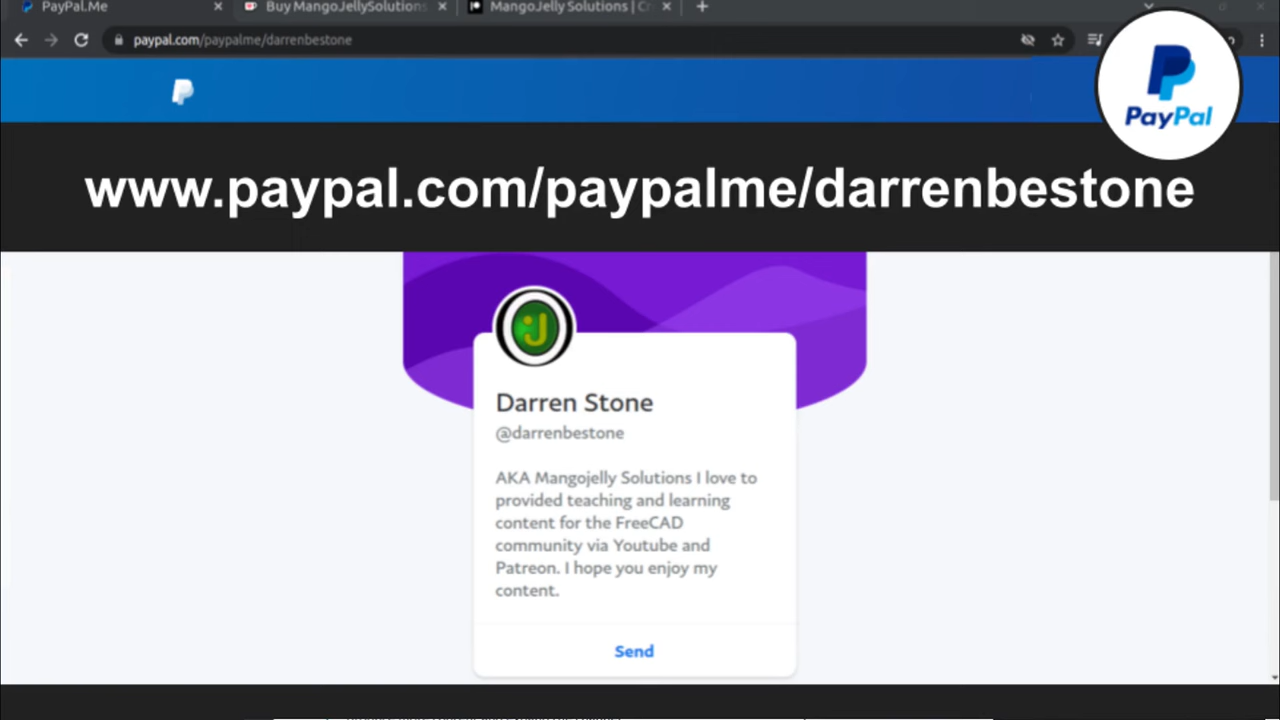 PayPal.Me
Buy MangoJellySolutions
MangoJelly Solutions | Cr
paypal.com/paypalme/darrenbestone
PayPal
www.paypal.com/paypalme/darrenbestone
Darren Stone
@darrenbestone
AKA Mangojelly Solutions I love to
provided teaching and learning
content for the FreeCAD
community via Youtube and
Patreon. I hope you enjoy my
content.
Send